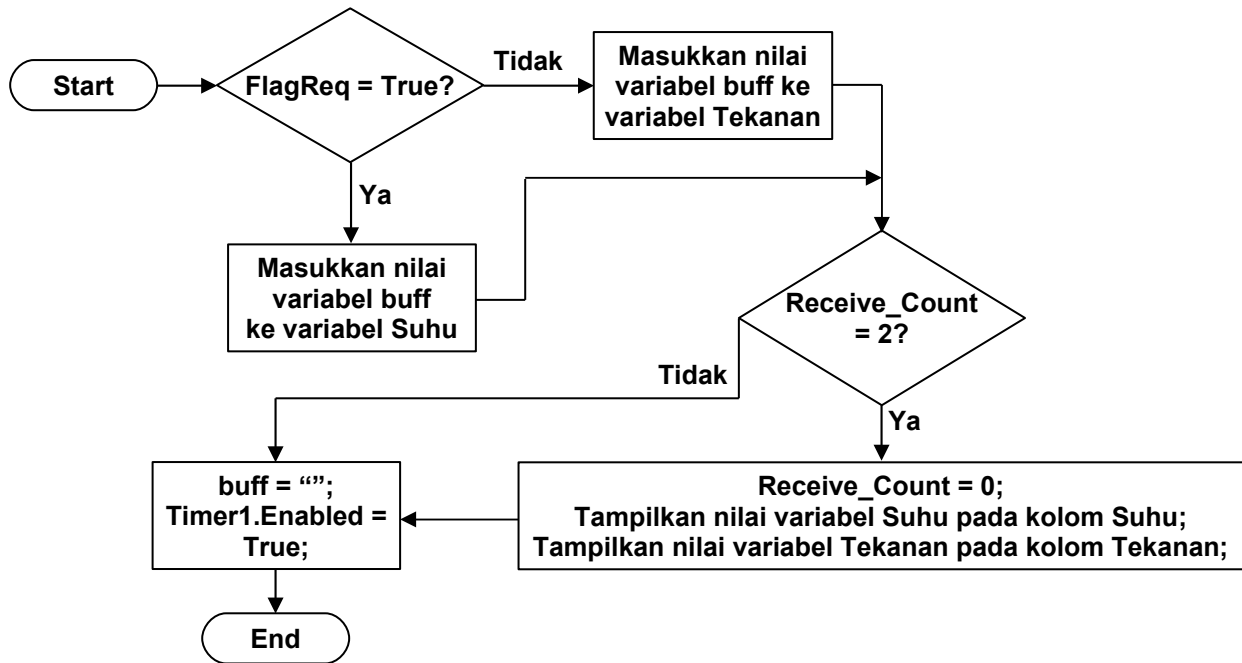 Start
FlagReq = True?
Tidak
Masukkan nilai
variabel buff ke
variabel Tekanan
Ya
Masukkan nilai
variabel buff
ke variabel Suhu
Receive_Count
= 2?
Tidak
Ya
buff = “”;
Timer1.Enabled =
True;
Receive_Count = 0;
Tampilkan nilai variabel Suhu pada kolom Suhu;
Tampilkan nilai variabel Tekanan pada kolom Tekanan;
End